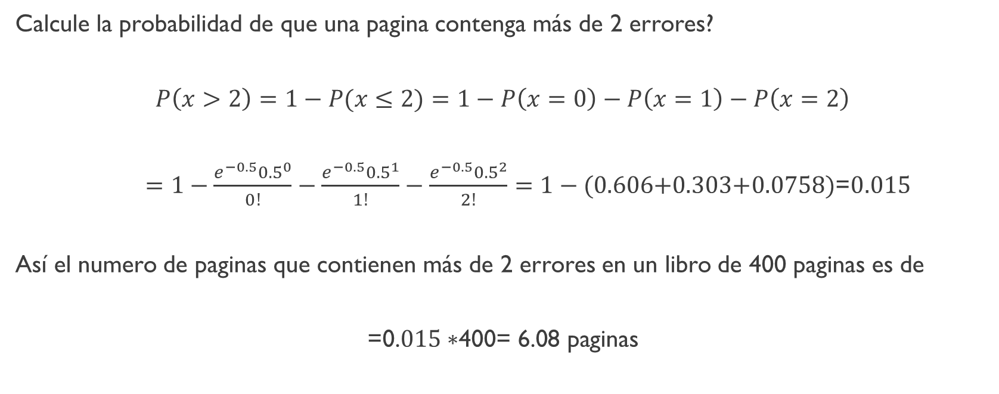 Calcule la probabilidad de que una pagina contenga más de 2 errores?
P(x > 2) = 1 − P(x ≤ 2) = 1 − P(x = 0) − P(x = 1) − P(x = 2)
= 1 − \frac{e^{−0.5}0.5^{0}}{0!} − \frac{e^{−0.5}0.5^{1}}{1!} − \frac{e^{−0.5}0.5^{2}}{2!} = 1 − (0.606+0.303+0.0758)=0.015
Así el numero de paginas que contienen más de 2 errores en un libro de 400 paginas es de
=0.015 *400= 6.08 paginas